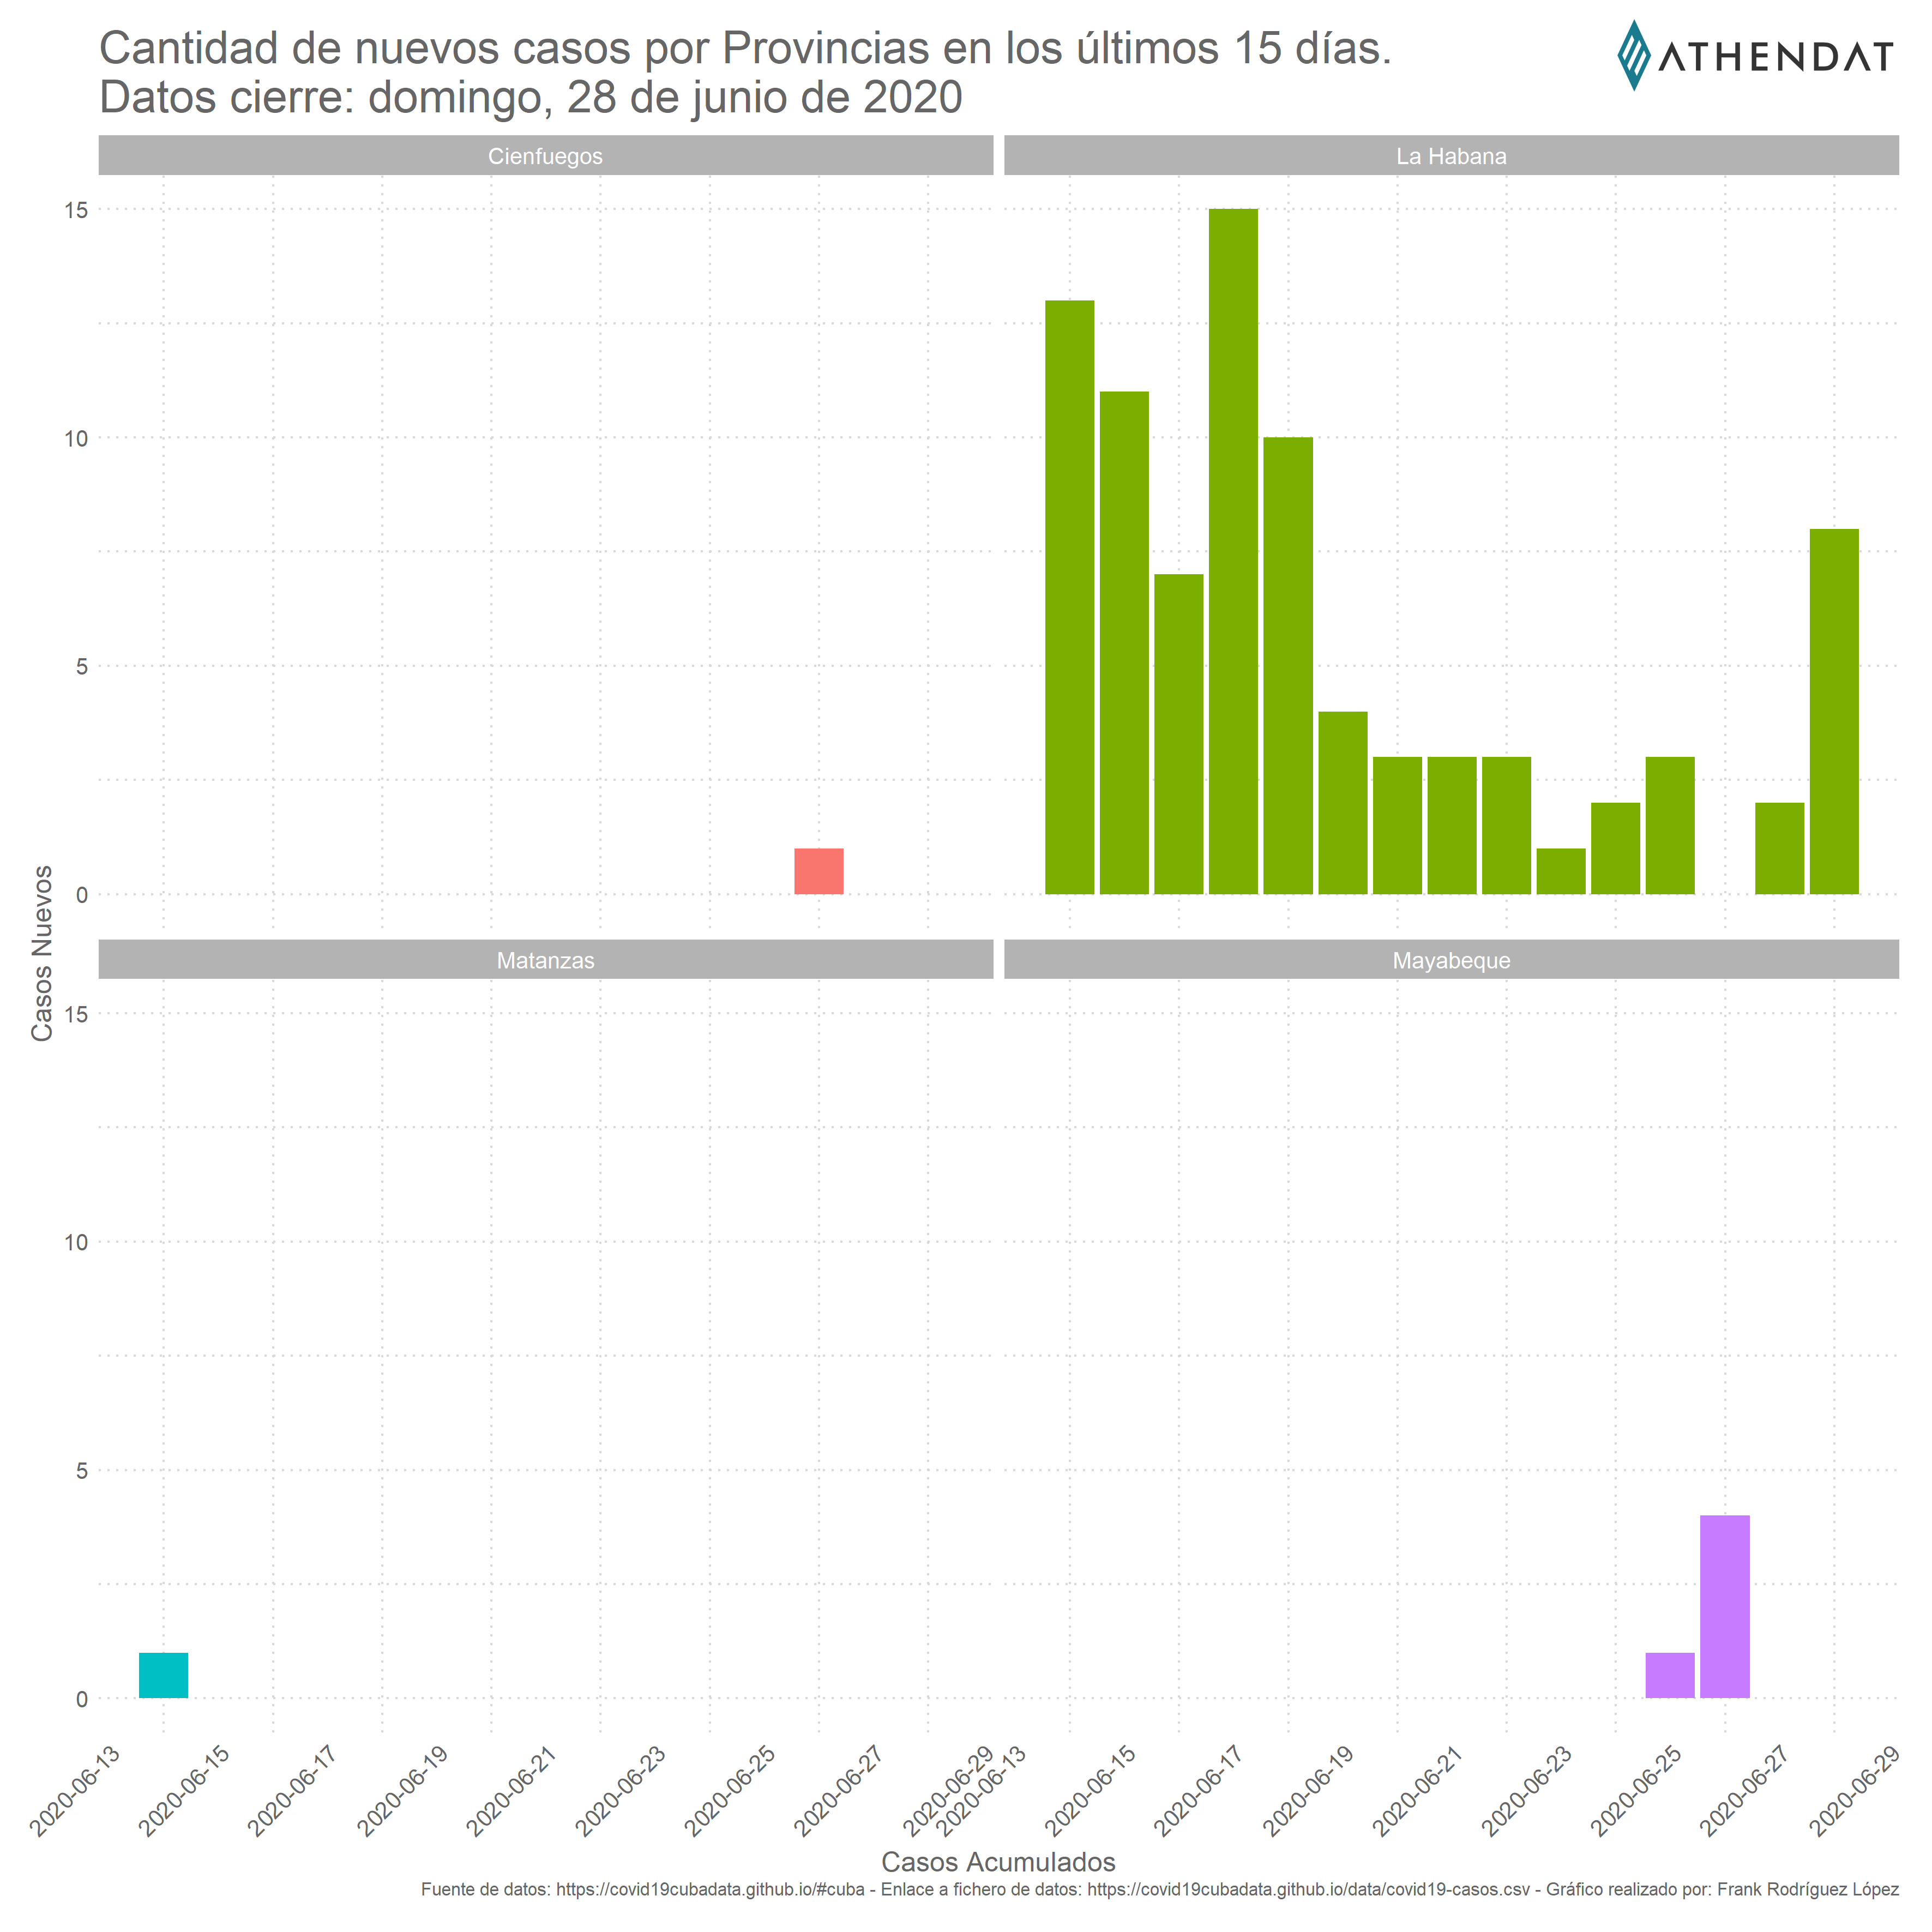 Cantidad de nuevos casos por Provincias en los últimos 15 días.
Datos cierre: domingo, 28 de junio de 2020
ATHENDAT
Cienfuegos
La Habana
15
10
5
0
Casos Nuevos
Matanzas
Mayabeque
15
10
5
0
2020-06-13
2020-06-15
2020-06-17
2020-06-19
2020-06-21
2020-06-23
2020-06-25
2020-06-27
2020-06-29
2020-06-13
2020-06-15
2020-06-17
2020-06-19
2020-06-21
2020-06-23
2020-06-25
2020-06-27
2020-06-29
Casos Acumulados
Fuente de datos: https://covid19cubadata.github.io/#cuba - Enlace a fichero de datos: https://covid19cubadata.github.io/data/covid19-casos.csv - Gráfico realizado por: Frank Rodríguez López